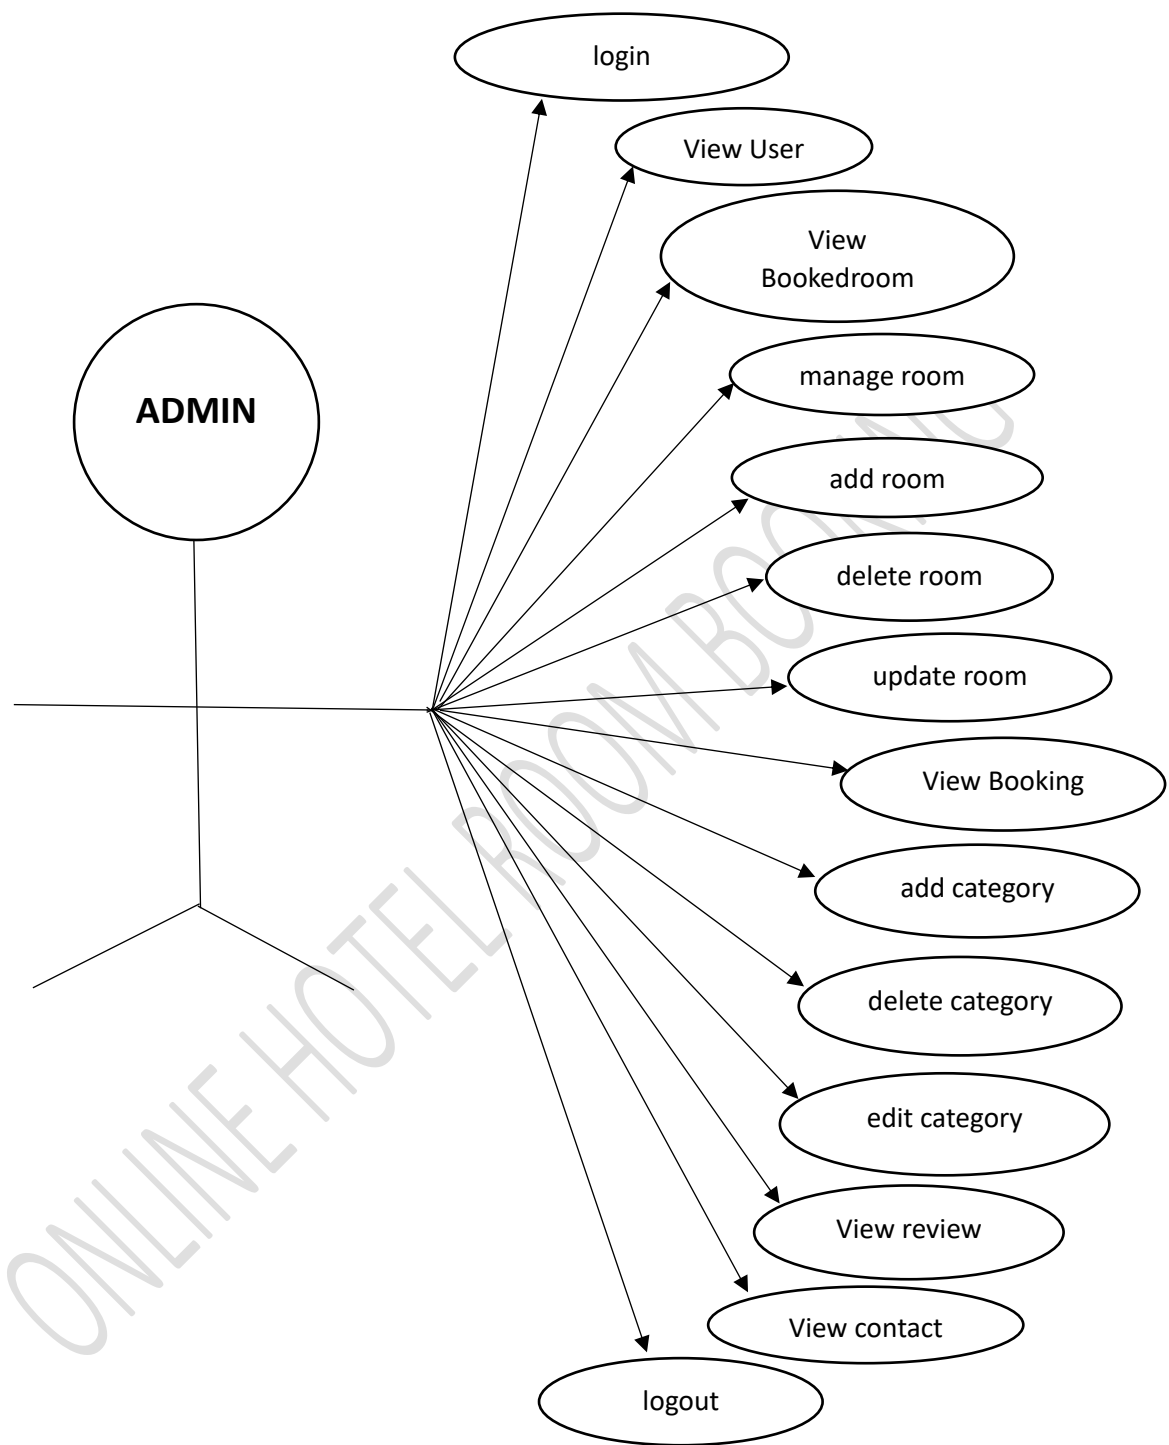 login
View User
View
Bookedroom
manage room
ADMIN
add room
delete room
update room
View Booking
add category
delete category
edit category
View review
View contact
logout
ONLINE HOTEL ROOM BOOKING